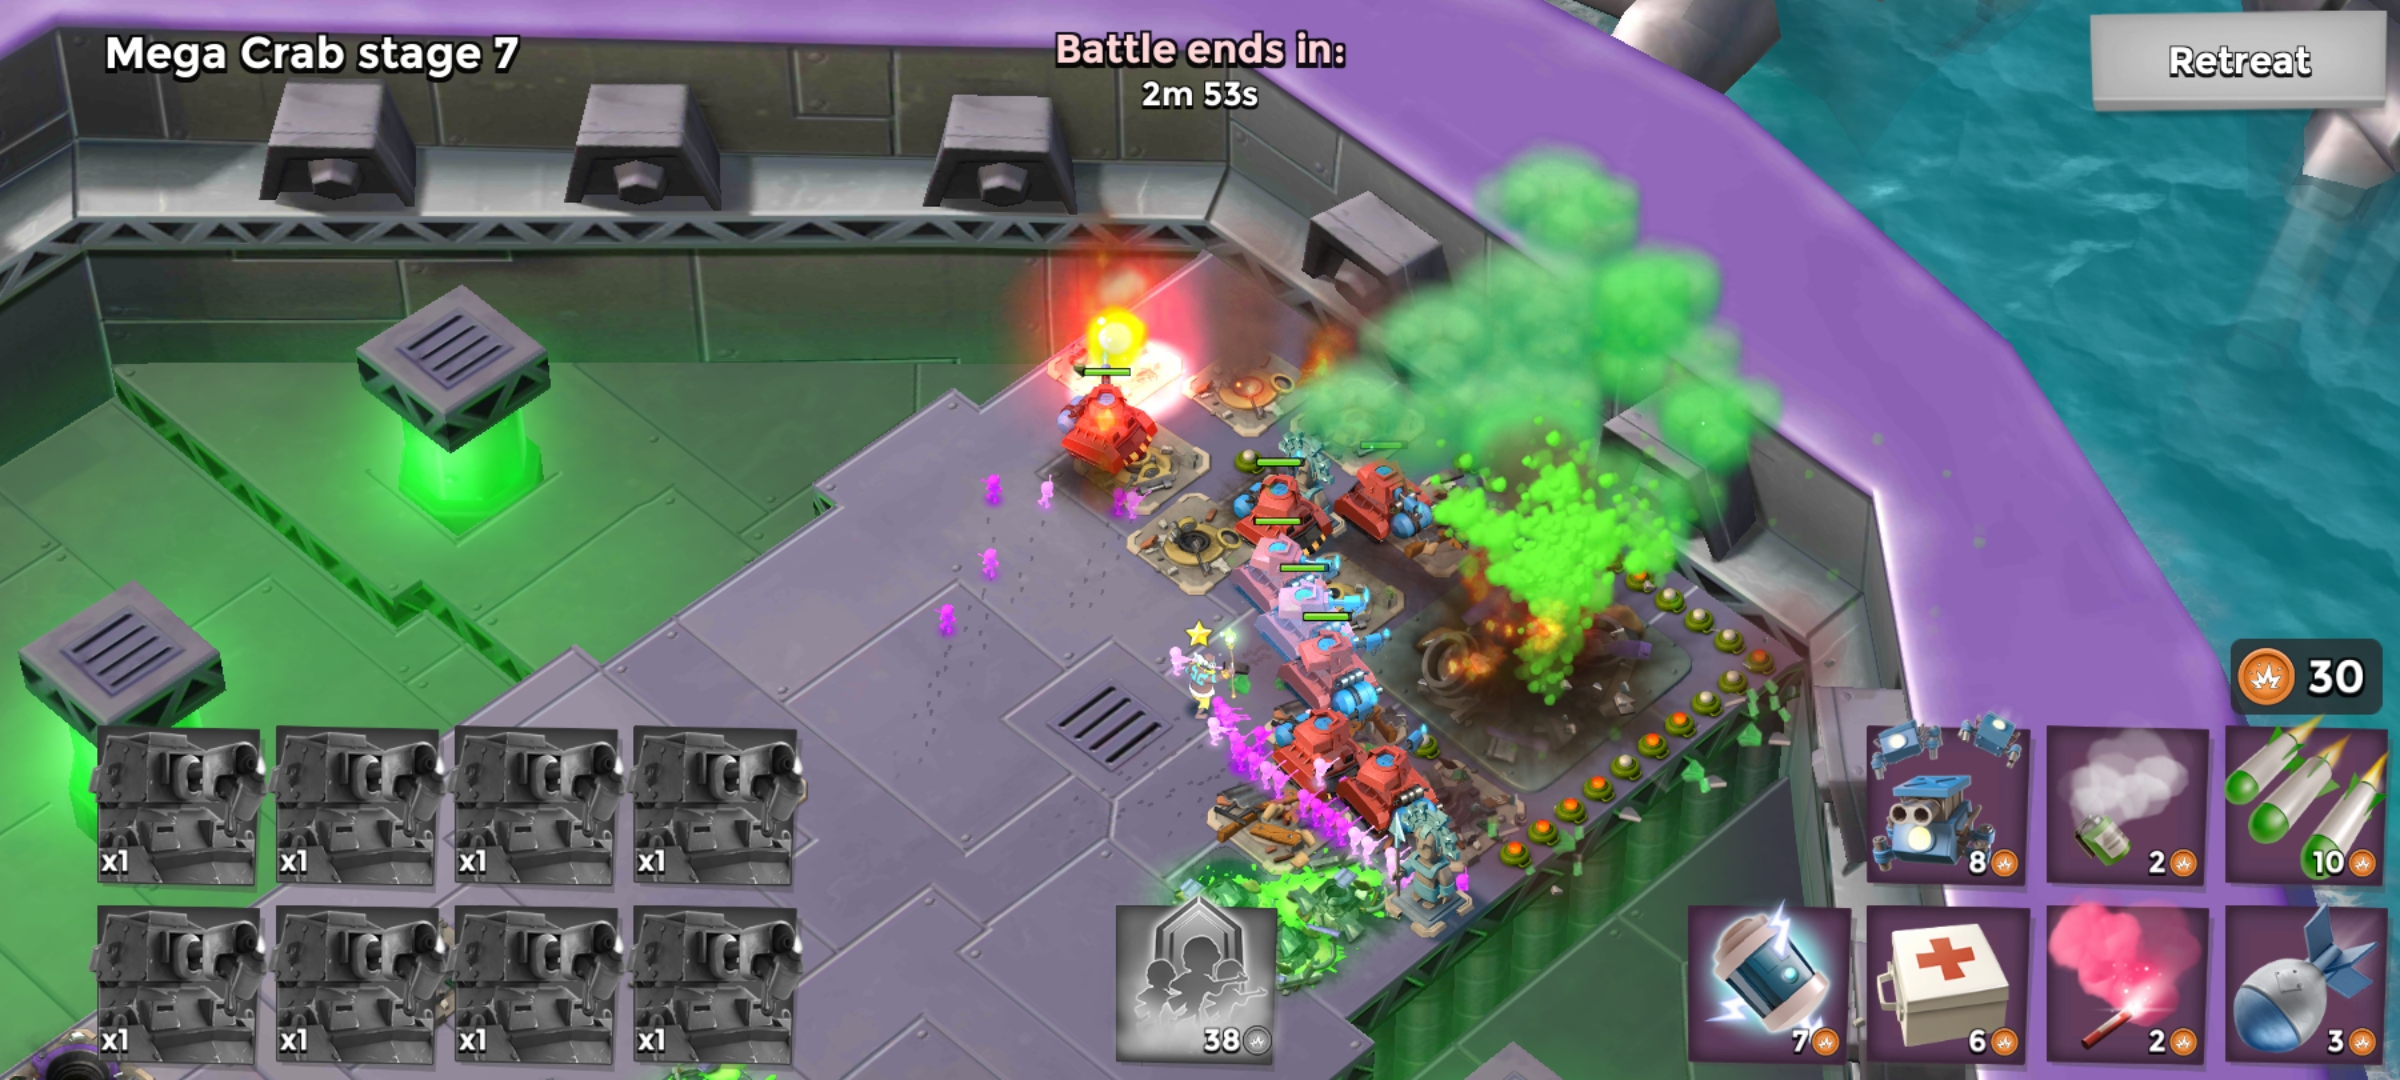 Mega Crab stage 7
Battle ends in:
2m 53s
Retreat
30
x1
x1
x1
x1
8
2
10
x1
x1
x1
x1
38
7
6
2
3